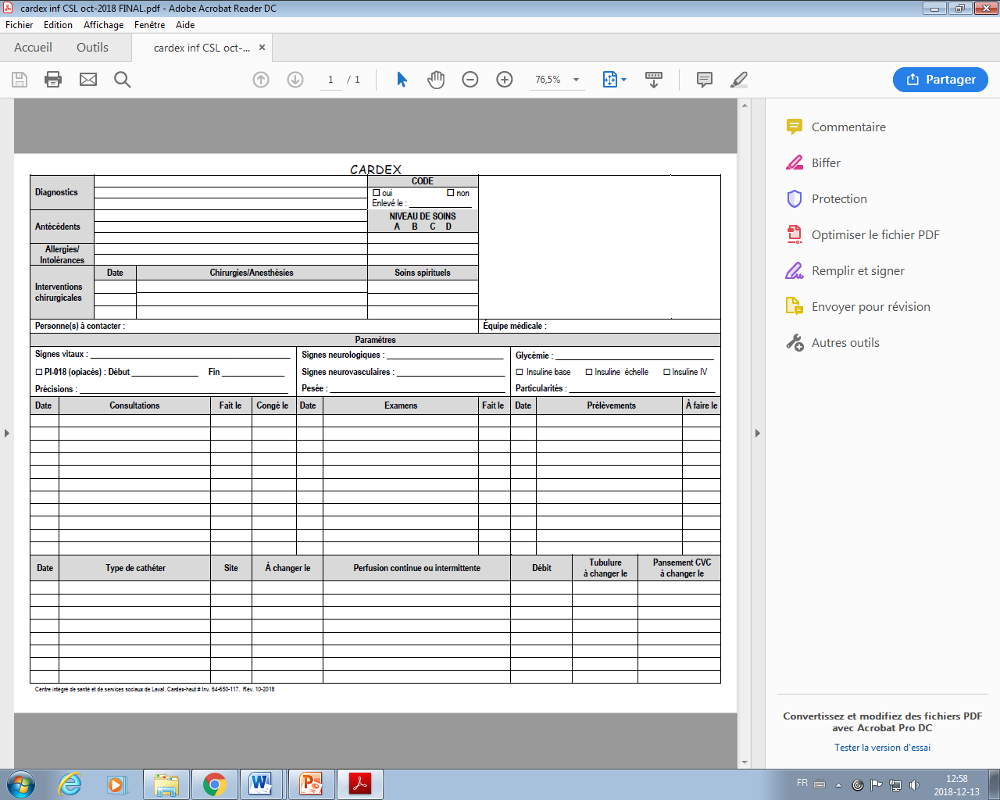 cardex inf CSL oct-2018 FINAL.pdf - Adobe Acrobat Reader DC
Fichier Edition Affichage Fenêtre Aide
Accueil Outils cardex inf CSL oct-... ×
1 / 1 76,5% Partager
Commentaire
Biffer
Protection
Optimiser le fichier PDF
Remplir et signer
Envoyer pour révision
Autres outils
Convertissez et modifiez des fichiers PDF
avec Acrobat Pro DC
Tester la version d'essai
CARDEX
Diagnostics
CODE
oui non
Enlevé le :
Antécédents
NIVEAU DE SOINS
A B C D
Allergies/
Intolérances
Interventions
chirurgicales
Date Chirurgies/Anesthésies Soins spirituels
Personne(s) à contacter : Équipe médicale :
Paramètres
Signes vitaux : Signes neurologiques : Glycémie :
PI-018 (opiacés) : Début Fin Signes neurovasculaires : Insuline base Insuline échelle Insuline IV
Précisions : Pesée : Particularités :
Date Consultations Fait le Congé le Date Examens Fait le Date Prélèvements À faire le
Date Type de cathéter Site À changer le Perfusion continue ou intermittente Débit Tubulure à changer le Pansement CVC à changer le
Centre intégré de santé et de services sociaux de Laval. Cardex-haut # Inv. 64-650-117. Rév. 10-2018
FR 12:58
2018-12-13